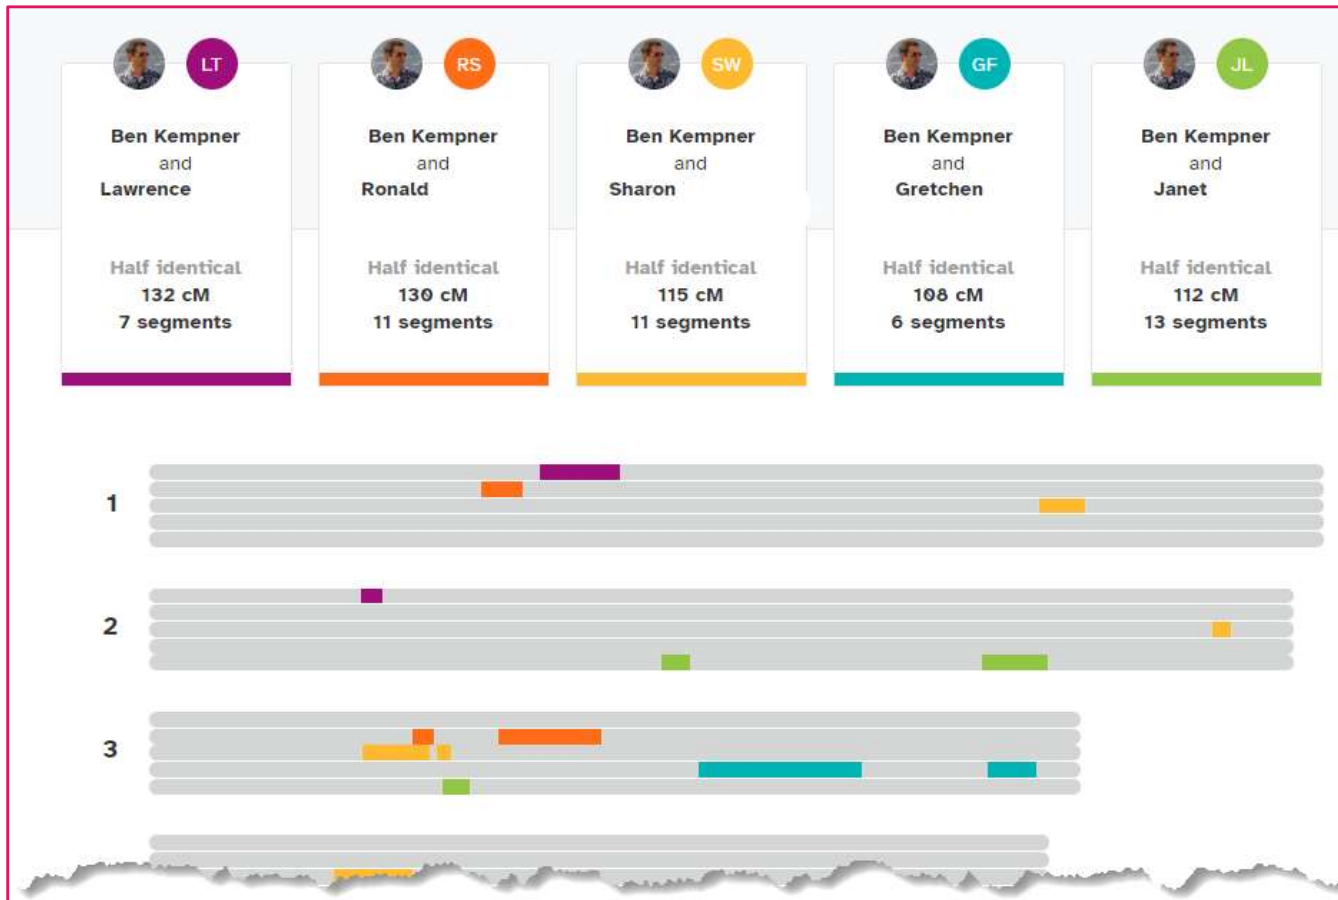 LT
RS
SW
GF
JL
Ben Kempner
and
Lawrence
Half identical
132 cM
7 segments
Ben Kempner
and
Ronald
Half identical
130 cM
11 segments
Ben Kempner
and
Sharon
Half identical
115 cM
11 segments
Ben Kempner
and
Gretchen
Half identical
108 cM
6 segments
Ben Kempner
and
Janet
Half identical
112 cM
13 segments
1
2
3